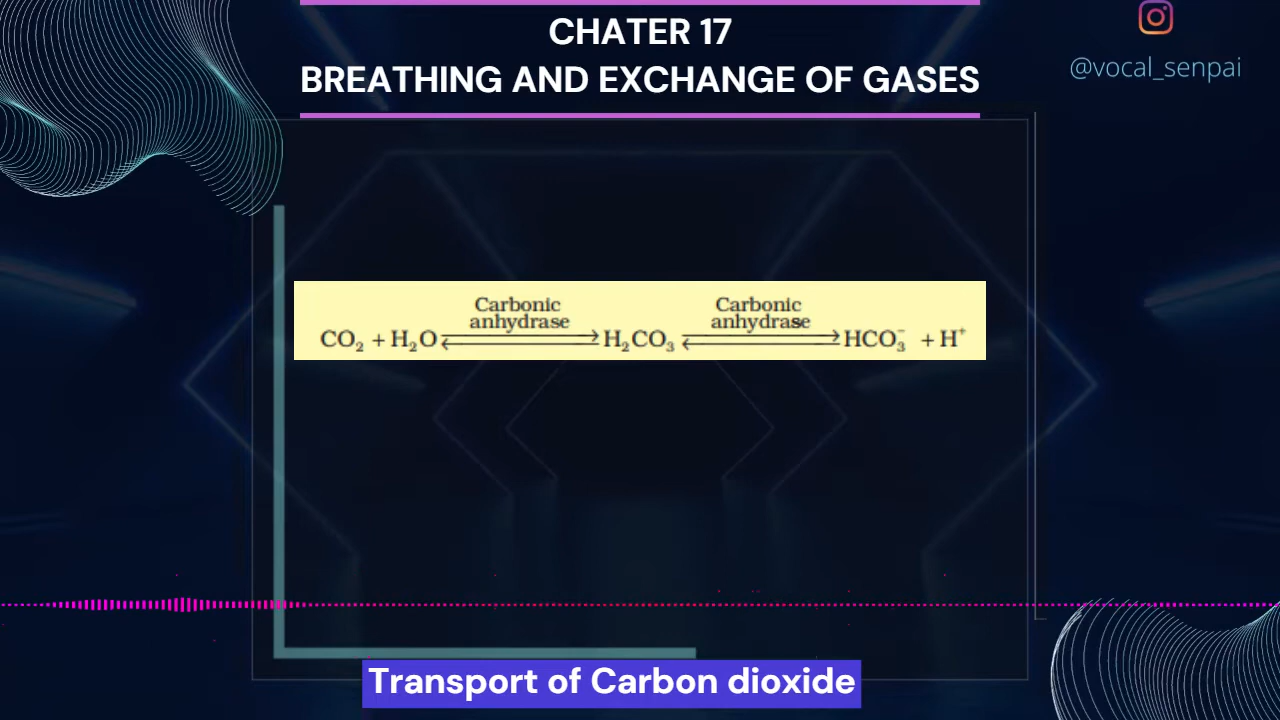 CHATER 17
BREATHING AND EXCHANGE OF GASES
@vocal_senpai
Carbonic anhydrase Carbonic anhydrase
CO₂ + H₂O ⇌ H₂CO₃ ⇌ HCO₃⁻ + H⁺
Transport of Carbon dioxide